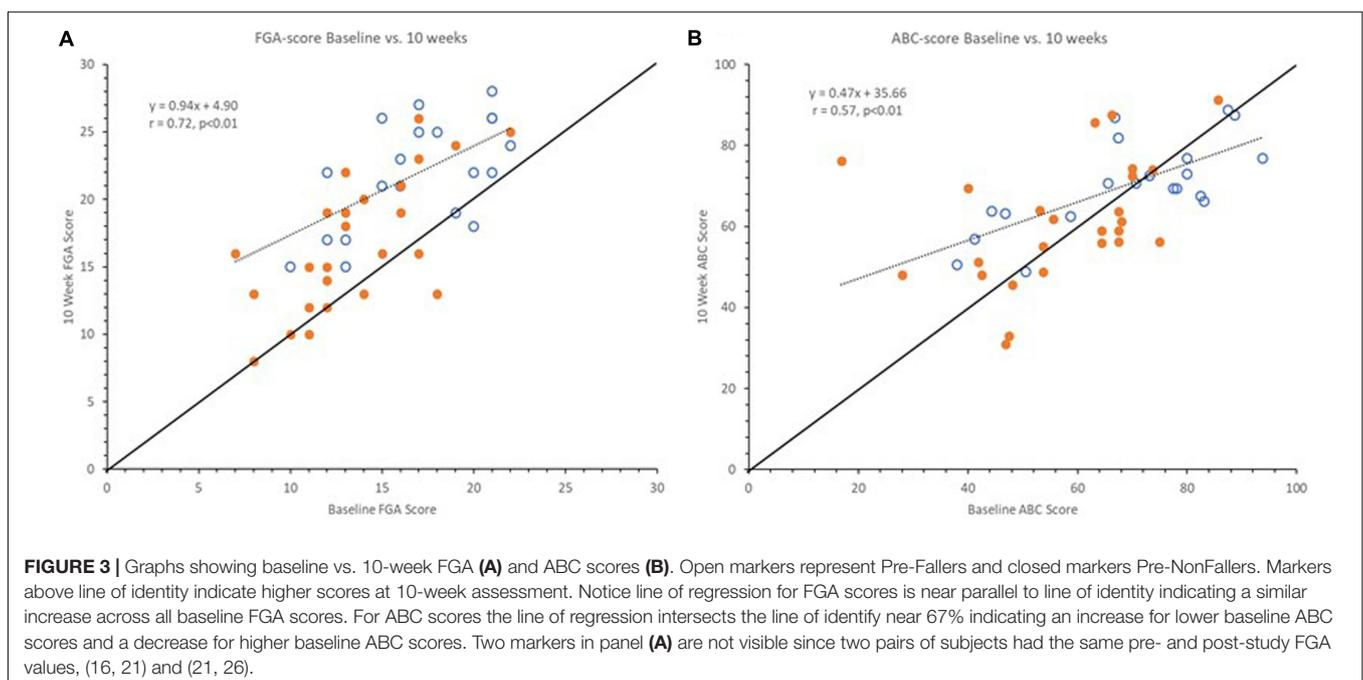 A
FGA-score Baseline vs. 10 weeks
30
25
20
15
10
5
0
y = 0.94x + 4.90
r = 0.72, p<0.01
10 Week FGA Score
0 5 10 15 20 25 30
Baseline FGA Score
B
ABC-score Baseline vs. 10 weeks
100
80
60
40
20
0
y = 0.47x + 35.66
r = 0.57, p<0.01
10 Week ABC Score
0 20 40 60 80 100
Baseline ABC Score
FIGURE 3 | Graphs showing baseline vs. 10-week FGA (A) and ABC scores (B). Open markers represent Pre-Fallers and closed markers Pre-NonFallers. Markers
above line of identity indicate higher scores at 10-week assessment. Notice line of regression for FGA scores is near parallel to line of identity indicating a similar
increase across all baseline FGA scores. For ABC scores the line of regression intersects the line of identify near 67% indicating an increase for lower baseline ABC
scores and a decrease for higher baseline ABC scores. Two markers in panel (A) are not visible since two pairs of subjects had the same pre- and post-study FGA
values, (16, 21) and (21, 26).